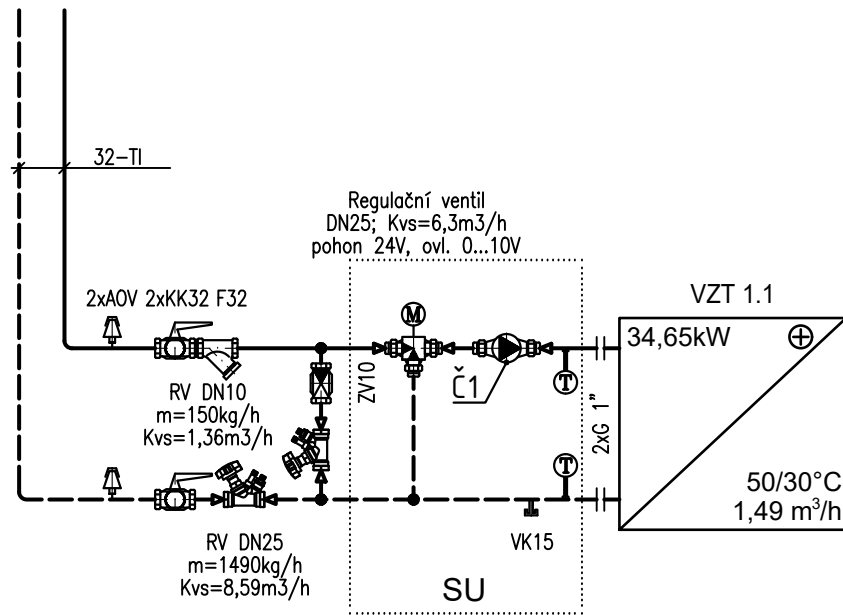 32-TI
Regulační ventil
DN25; Kvs=6,3m3/h
pohon 24V, ovl. 0...10V
2xAOV 2xKK32 F32
VZT 1.1
M
34,65kW
ZV10
Č1
T
RV DN10
m=150kg/h
Kvs=1,36m3/h
2xG 1"
T
50/30°C
1,49 m³/h
RV DN25
m=1490kg/h
Kvs=8,59m3/h
VK15
SU